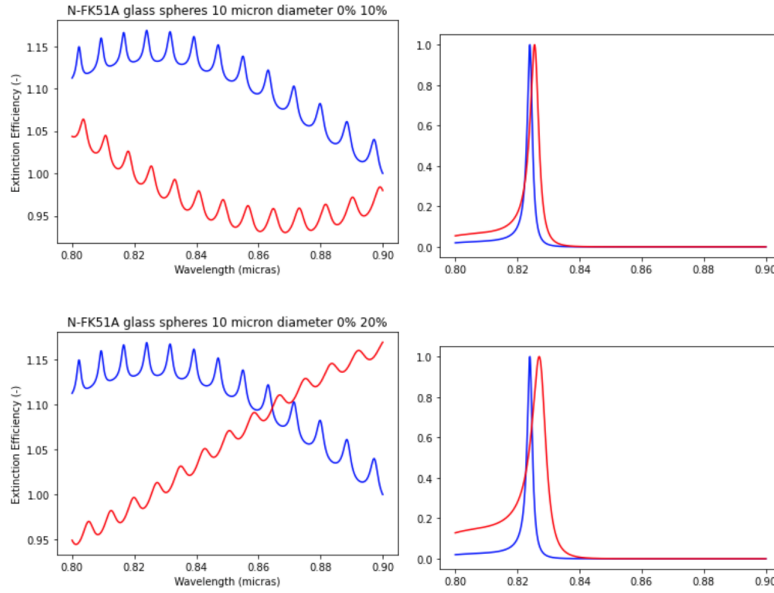 N-FK51A glass spheres 10 micron diameter 0% 10%
Extinction Efficiency (-)
1.15
1.10
1.05
1.00
0.95
0.80 0.82 0.84 0.86 0.88 0.90
Wavelength (micras)
1.0
0.8
0.6
0.4
0.2
0.0
0.80 0.82 0.84 0.86 0.88 0.90
N-FK51A glass spheres 10 micron diameter 0% 20%
Extinction Efficiency (-)
1.15
1.10
1.05
1.00
0.95
0.80 0.82 0.84 0.86 0.88 0.90
Wavelength (micras)
1.0
0.8
0.6
0.4
0.2
0.0
0.80 0.82 0.84 0.86 0.88 0.90